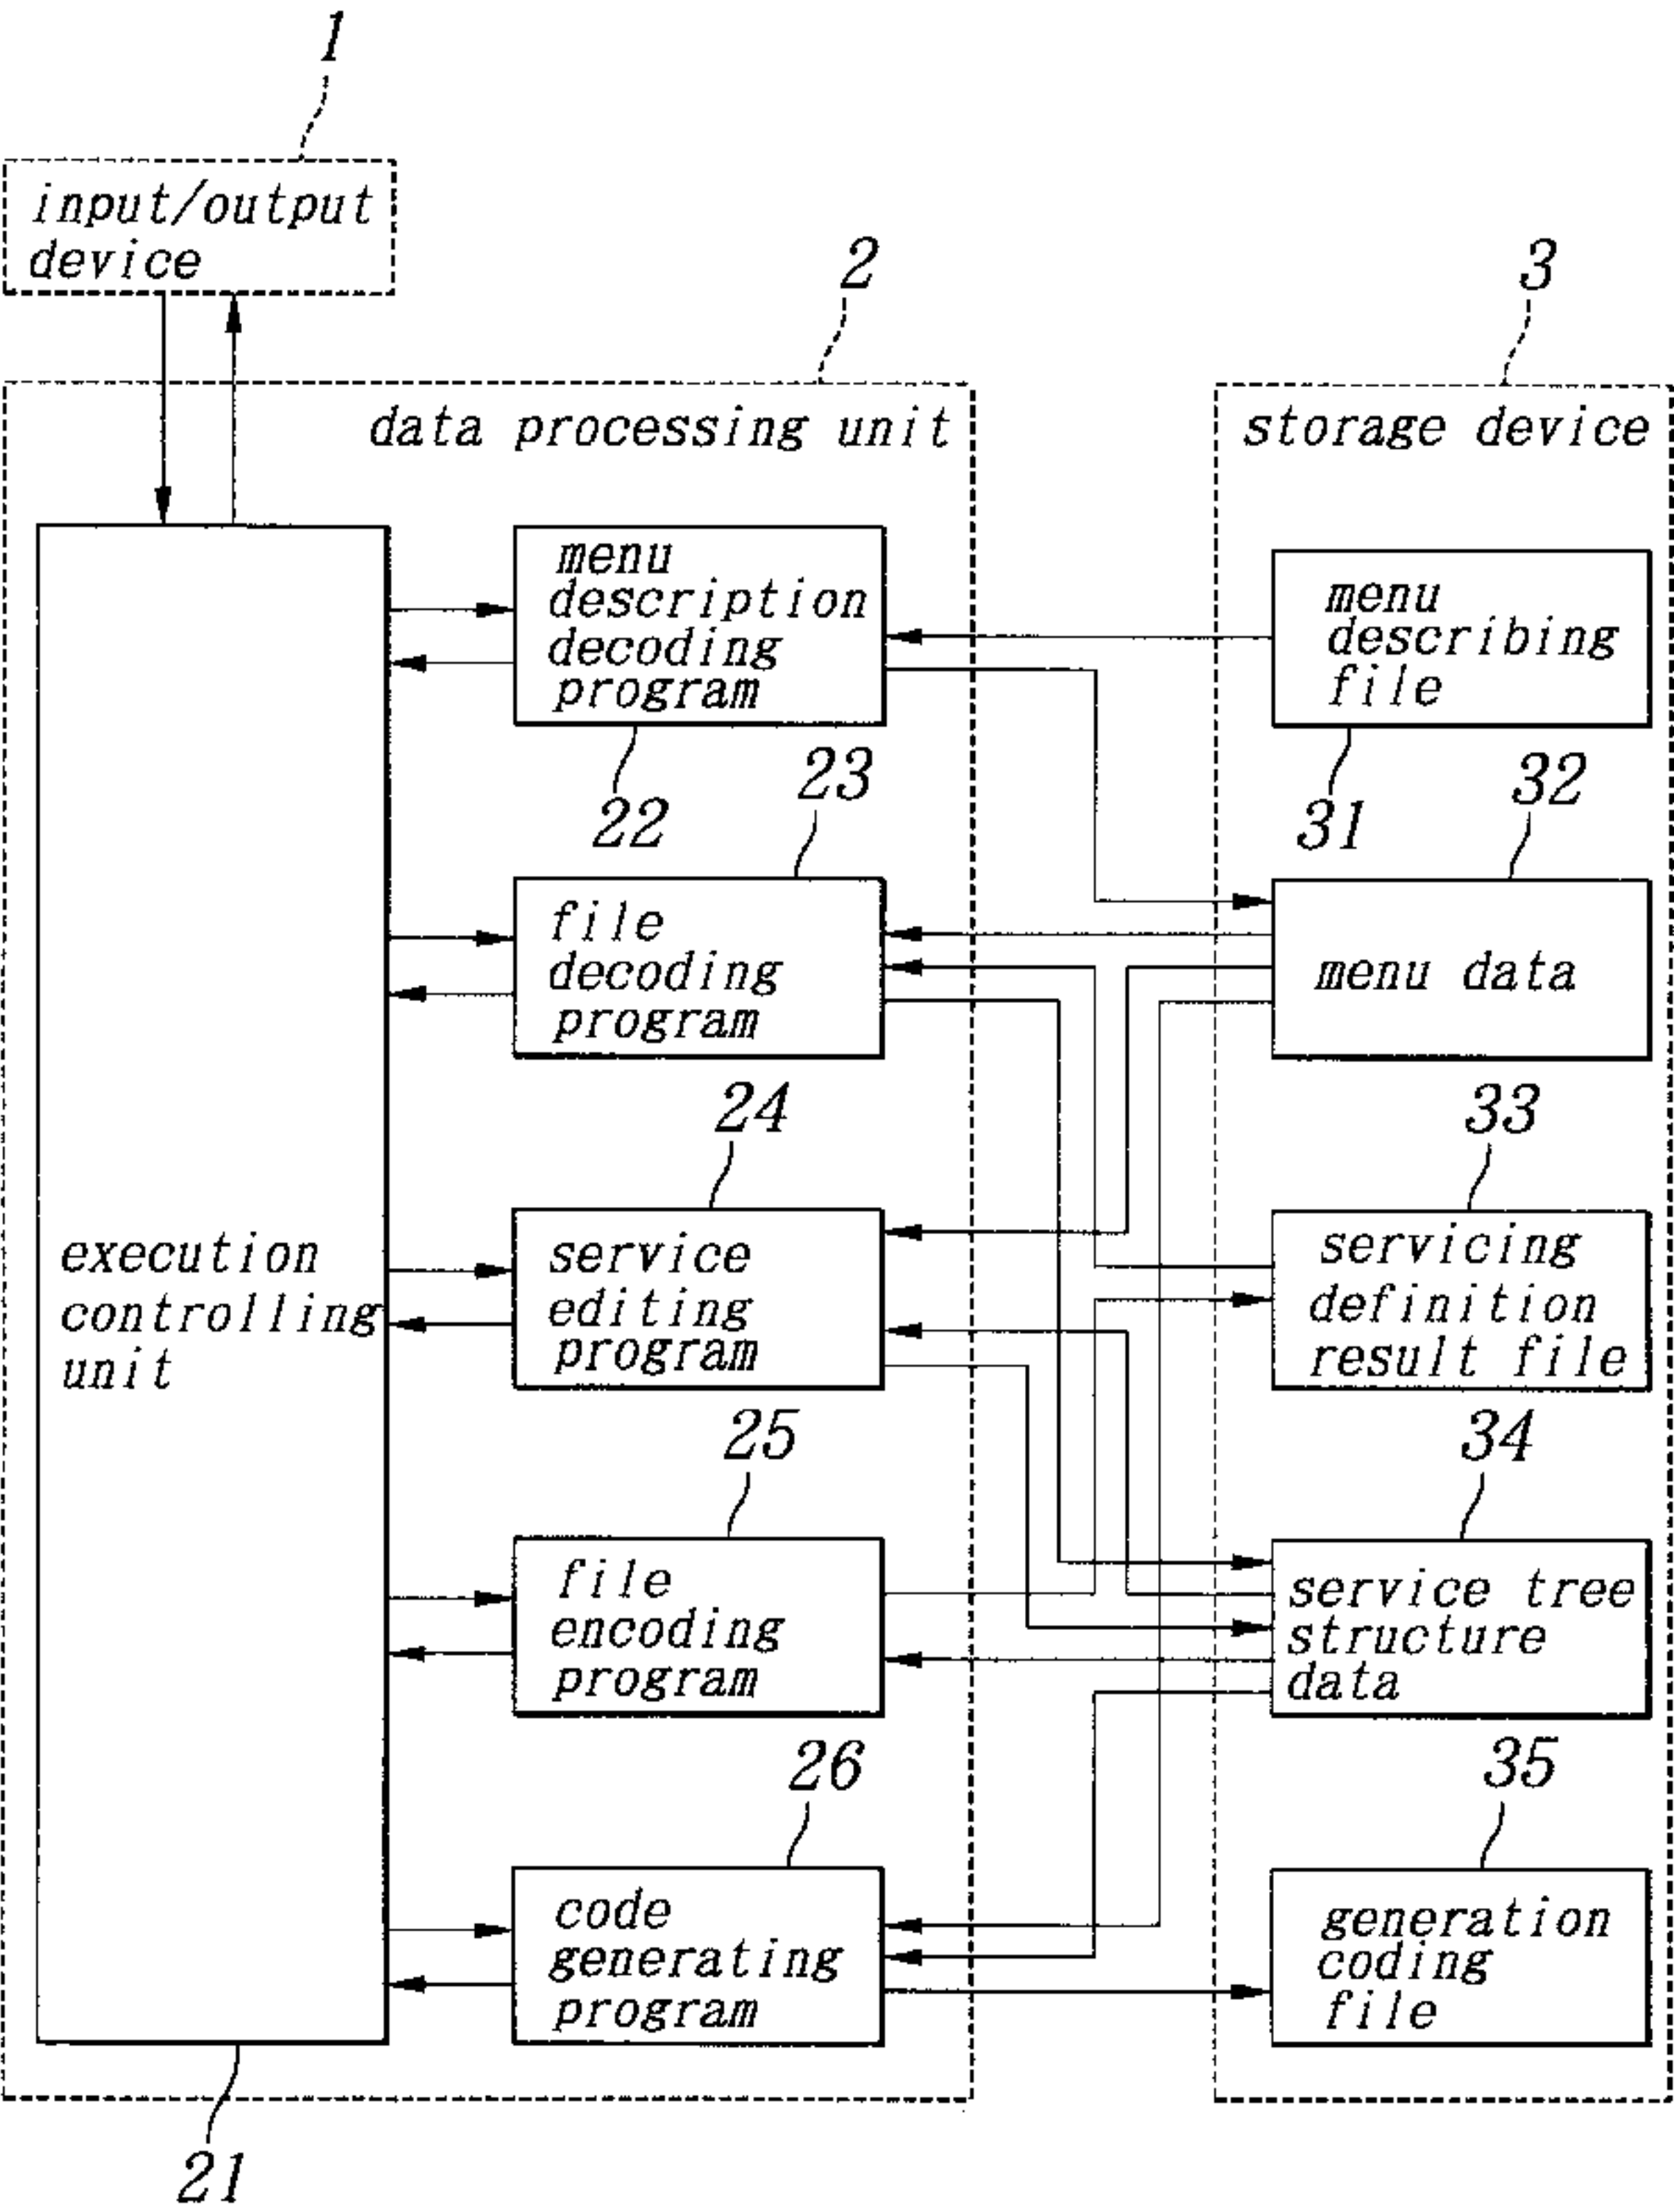 1
input/output
device
2
3
data processing unit
storage device
menu
description
decoding
program
22
menu
describing
file
31
23
file
decoding
program
32
menu data
24
service
editing
program
33
servicing
definition
result file
execution
controlling
unit
25
file
encoding
program
34
service tree
structure
data
26
code
generating
program
35
generation
coding
file
21